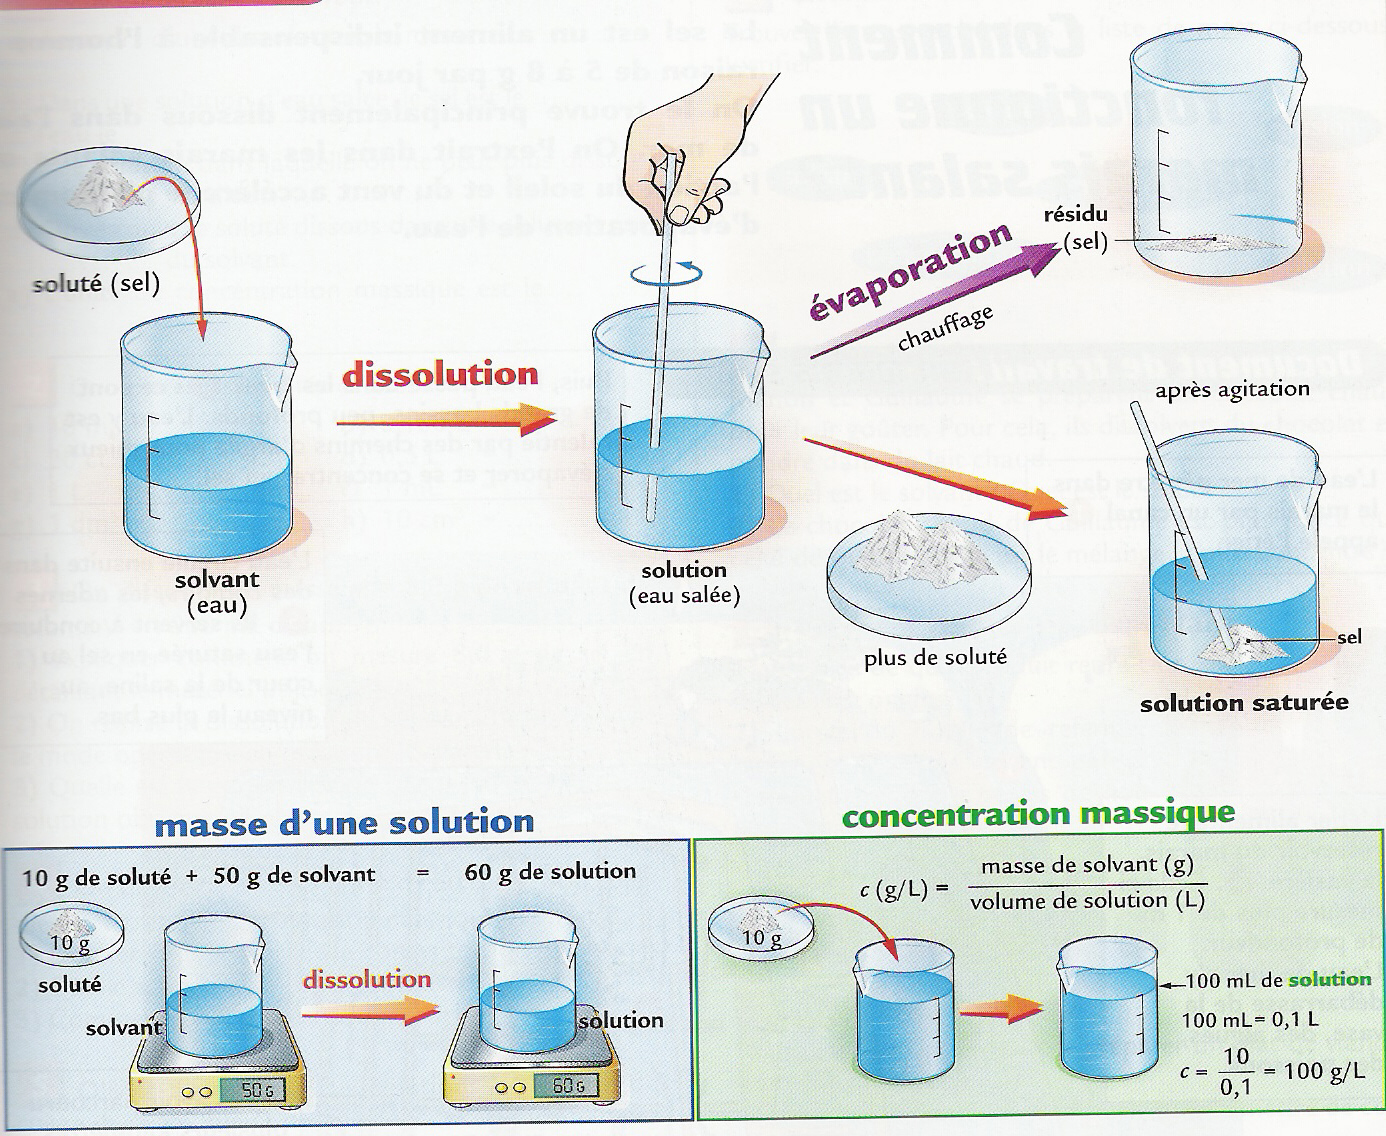 soluté (sel)
dissolution
solvant
(eau)
solution
(eau salée)
évaporation
chauffage
résidu
(sel)
plus de soluté
après agitation
sel
solution saturée
masse d'une solution
10 g de soluté + 50 g de solvant = 60 g de solution
10 g
soluté
solvant
50G
dissolution
solution
60G
concentration massique
c (g/L) = masse de solvant (g)
volume de solution (L)
10 g
100 mL de solution
100 mL = 0,1 L
c = 10 / 0,1 = 100 g/L